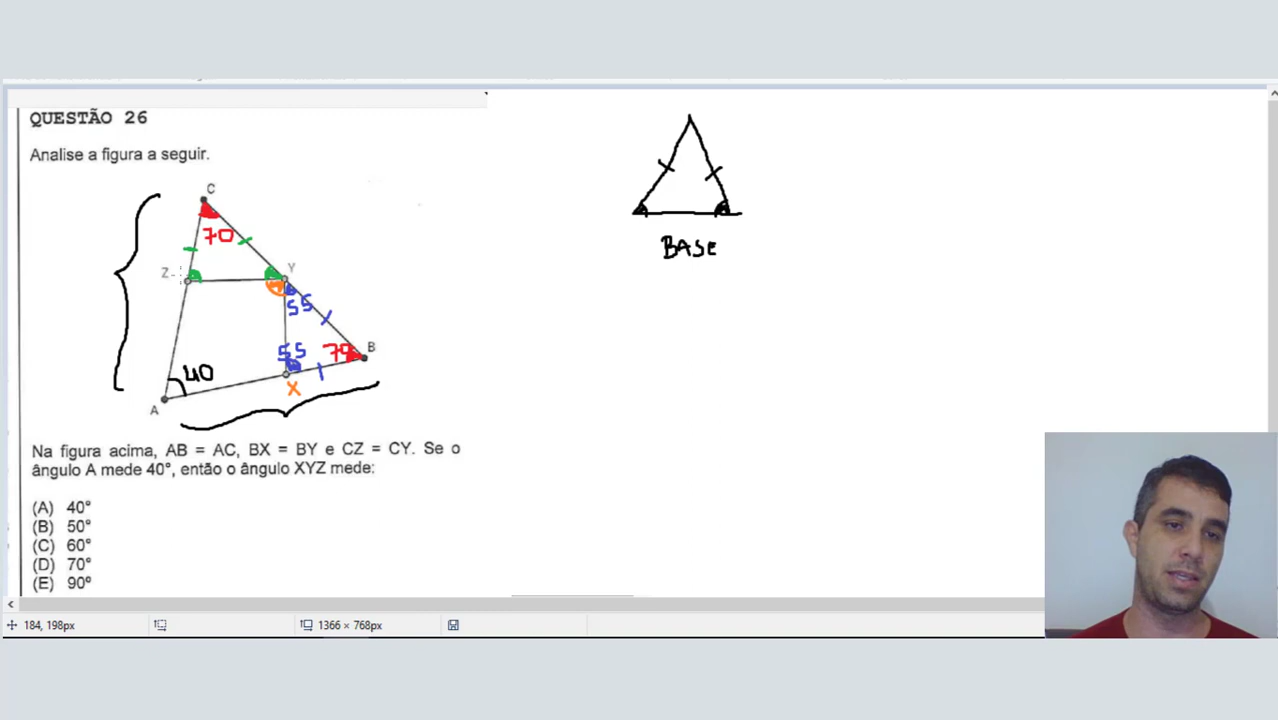 QUESTÃO 26
Analise a figura a seguir.
C
70
Z
Y
55
55
70
B
40
X
A
BASE
Na figura acima, AB = AC, BX = BY e CZ = CY. Se o
ângulo A mede 40°, então o ângulo XYZ mede:
(A) 40°
(B) 50°
(C) 60°
(D) 70°
(E) 90º
184, 198px
1366 × 768px